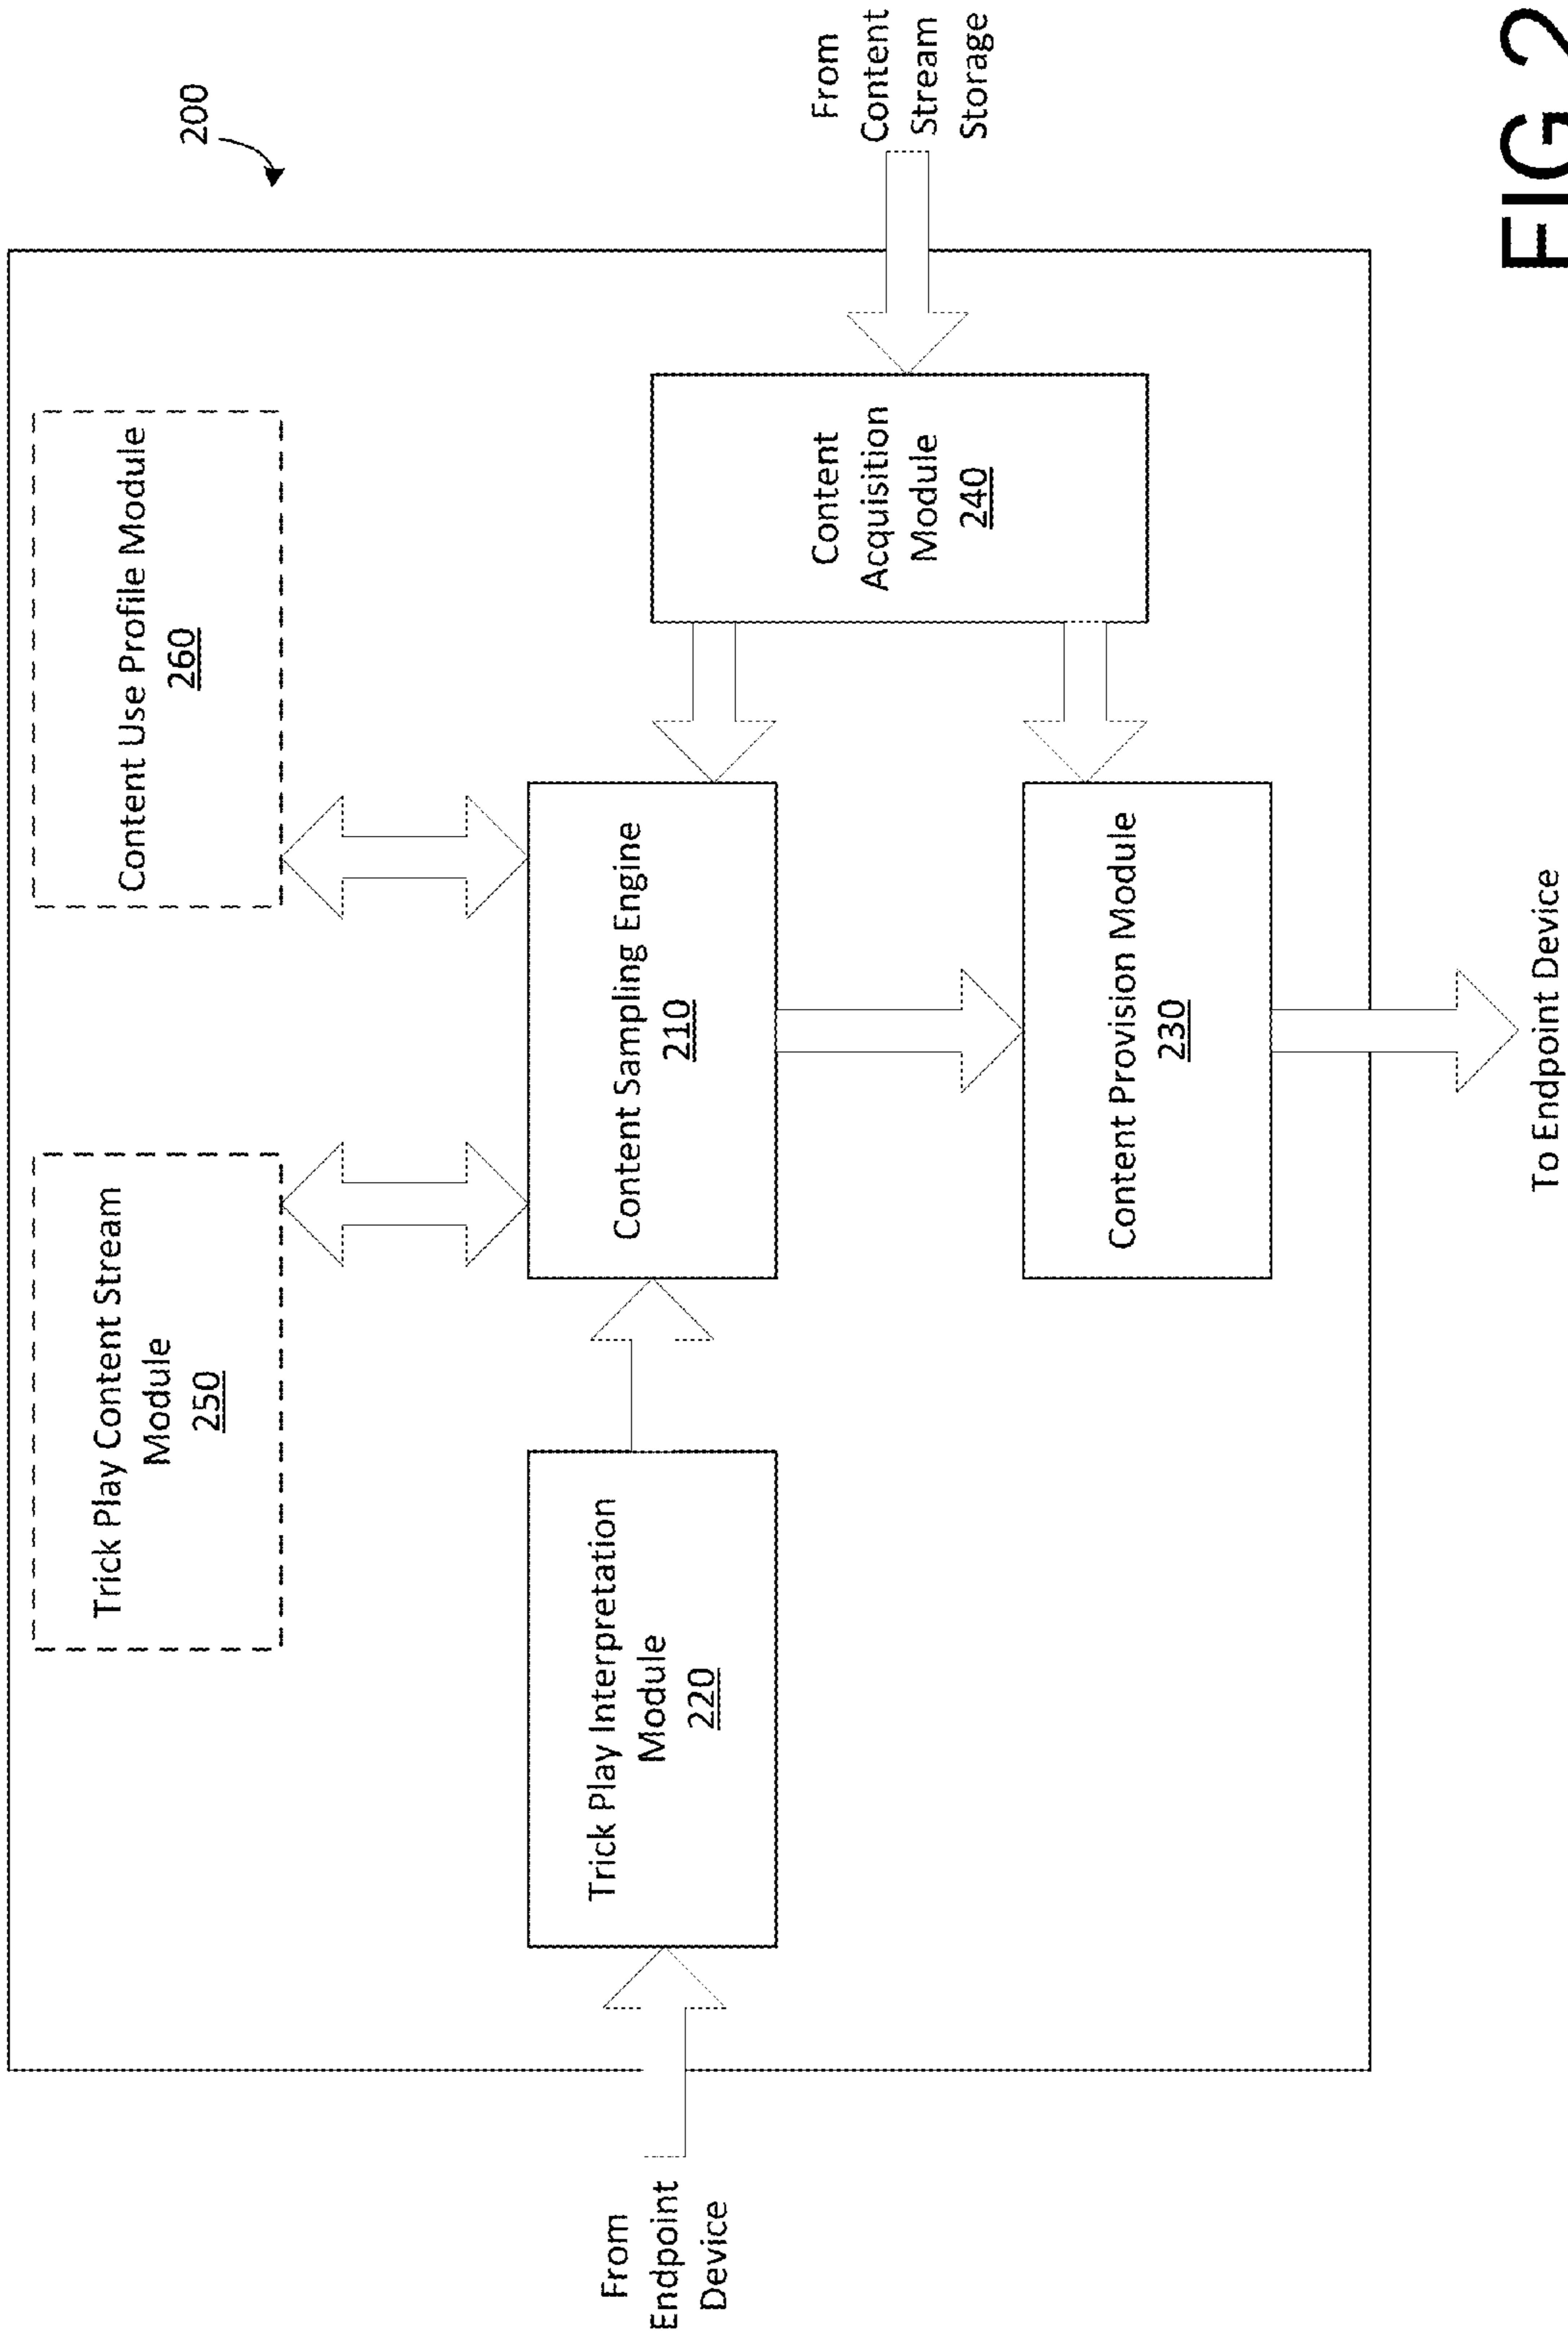 200
Trick Play Content Stream
Module
250
Content Use Profile Module
260
From
Endpoint
Device
Trick Play Interpretation
Module
220
Content Sampling Engine
210
Content
Acquisition
Module
240
From
Content
Stream
Storage
Content Provision Module
230
To Endpoint Device
FIG 2